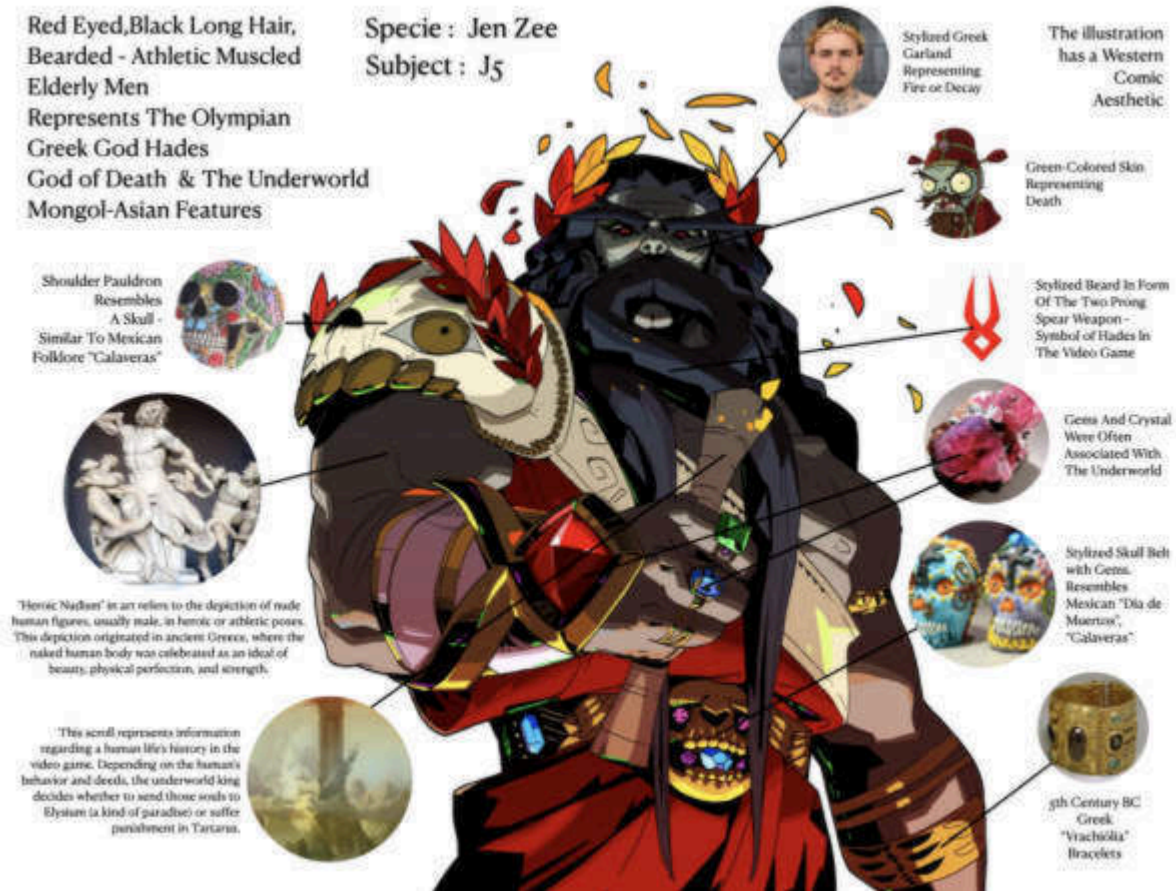 Red Eyed,Black Long Hair,
Bearded - Athletic Muscled
Elderly Men
Represents The Olympian
Greek God Hades
God of Death & The Underworld
Mongol-Asian Features
Specie : Jen Zee
Subject : J5
Stylized Greek
Garland
Representing
Fire or Decay
The illustration
has a Western
Comic
Aesthetic
Green-Colored Skin
Representing
Death
Shoulder Pauldron
Resembles
A Skull -
Similar To Mexican
Folklore "Calaveras"
Stylized Beard In Form
Of The Two Prong
Spear Weapon -
Symbol of Hades In
The Video Game
Gems And Crystal
Were Often
Associated With
The Underworld
"Heroic Nudism" in art refers to the depiction of nude
human figures, usually male, in heroic or athletic poses.
This depiction originated in ancient Greece, where the
naked human body was celebrated as an ideal of
beauty, physical perfection, and strength.
Stylized Skull Belt
with Gems.
Resembles
Mexican "Dia de
Muertos",
"Calaveras"
This scroll represents information
regarding a human life's history in the
video game. Depending on the human's
behavior and deeds, the underworld king
decides whether to send those souls to
Elysium (a kind of paradise) or suffer
punishment in Tartarus.
5th Century BC
Greek
"Vrachiólia"
Bracelets